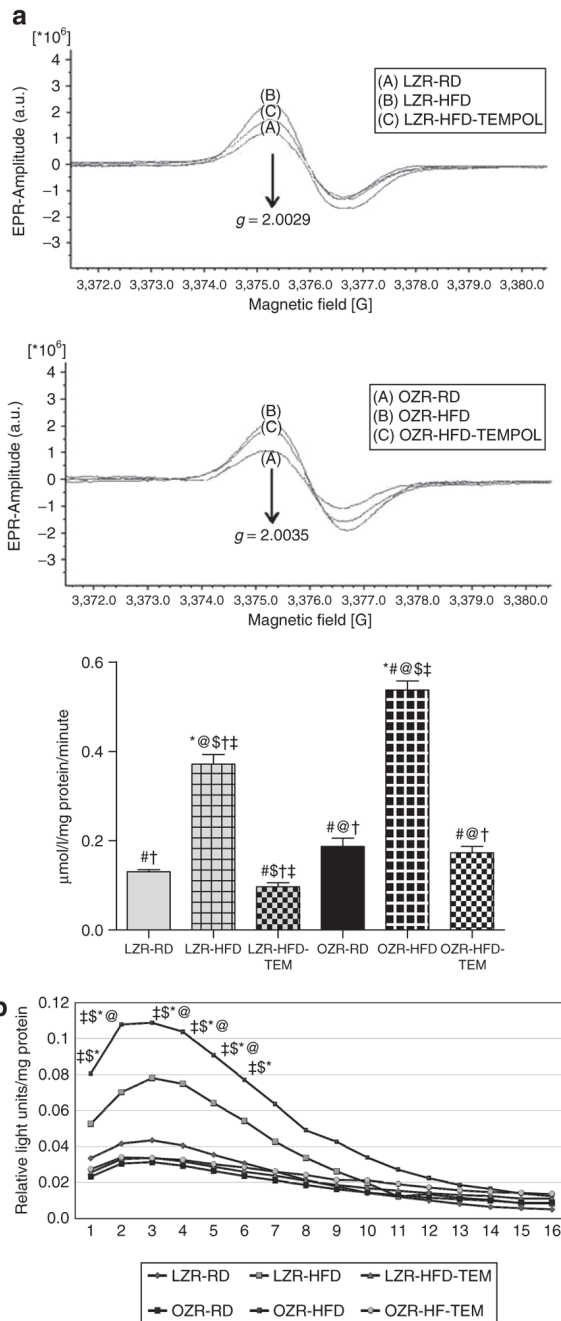 a
[*10⁶]
EPR-Amplitude (a.u.)
4
3
2
1
0
−1
−2
−3
(B)
(C)
(A)
g = 2.0029
(A) LZR-RD
(B) LZR-HFD
(C) LZR-HFD-TEMPOL
3,372.0 3,373.0 3,374.0 3,375.0 3,376.0 3,377.0 3,378.0 3,379.0 3,380.0
Magnetic field [G]
[*10⁶]
EPR-Amplitude (a.u.)
4
3
2
1
0
−1
−2
−3
(B)
(C)
(A)
g = 2.0035
(A) OZR-RD
(B) OZR-HFD
(C) OZR-HFD-TEMPOL
3,372.0 3,373.0 3,374.0 3,375.0 3,376.0 3,377.0 3,378.0 3,379.0 3,380.0
Magnetic field [G]
μmol/l/mg protein/minute
0.6
0.4
0.2
0.0
#†
*@$†‡
#$†‡
#@†
*#@$‡
#@†
LZR-RD LZR-HFD LZR-HFD-TEM OZR-RD OZR-HFD OZR-HFD-TEM
b
Relative light units/mg protein
0.12
0.1
0.08
0.06
0.04
0.02
0.0
‡$*
‡$*@
‡$*@
‡$*@
‡$*@
‡$*
1 2 3 4 5 6 7 8 9 10 11 12 13 14 15 16
LZR-RD LZR-HFD LZR-HFD-TEM
OZR-RD OZR-HFD OZR-HF-TEM